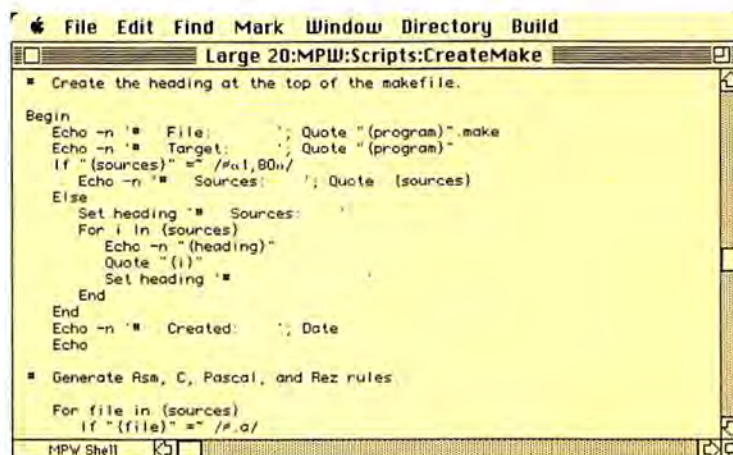 File Edit Find Mark Window Directory Build
Large 20:MPW:Scripts:CreateMake
# Create the heading at the top of the makefile.
Begin
Echo -n '# File: '; Quote "{program}".make
Echo -n '# Target: '; Quote "{program}"
If "{sources}" =~ /≠«1,80»/
Echo -n '# Sources: '; Quote {sources}
Else
Set heading '# Sources: '
For i In {sources}
Echo -n "{heading}"
Quote "{i}"
Set heading '# '
End
End
Echo -n '# Created: '; Date
Echo
# Generate Asm, C, Pascal, and Rez rules
For file in {sources}
If "{file}" =~ /≠.a/
MPW Shell